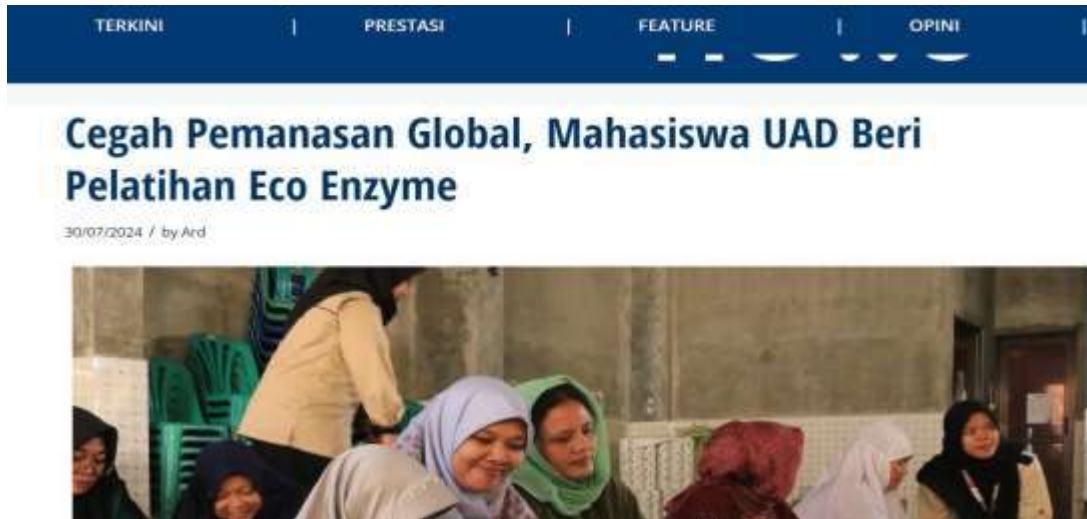 TERKINI | PRESTASI | FEATURE | OPINI |
Cegah Pemanasan Global, Mahasiswa UAD Beri
Pelatihan Eco Enzyme
30/07/2024 / by Ard